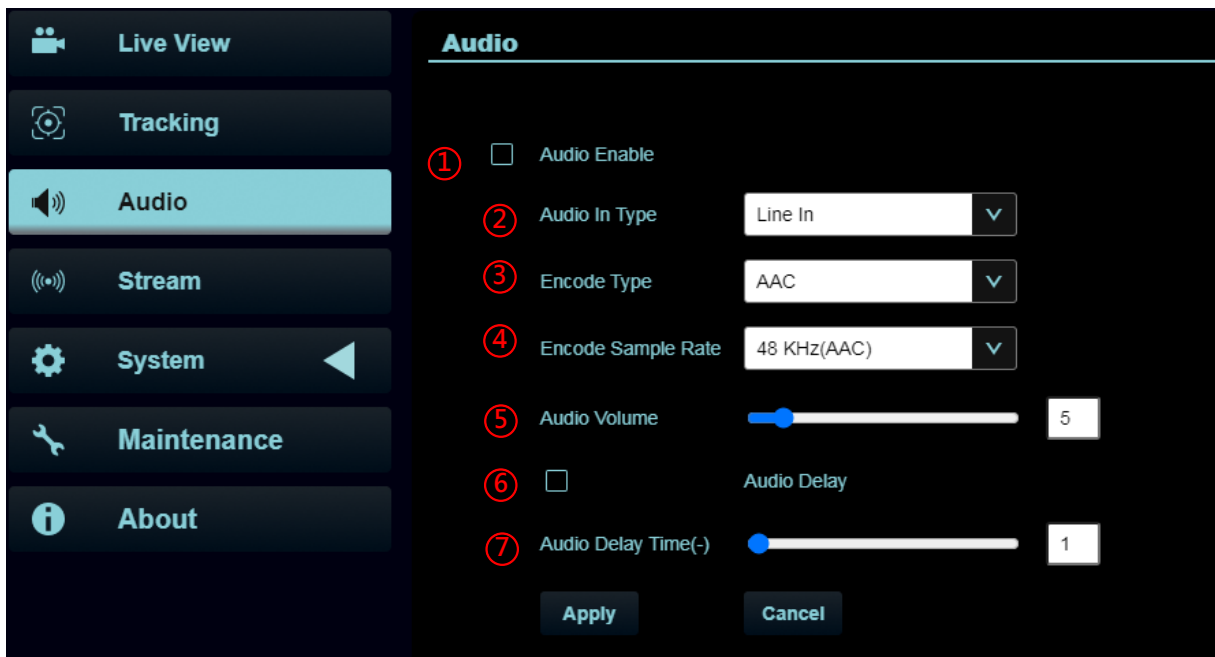 Live View
Tracking
Audio
Stream
System
Maintenance
About
Audio
① Audio Enable
② Audio In Type Line In
③ Encode Type AAC
④ Encode Sample Rate 48 KHz(AAC)
⑤ Audio Volume 5
⑥ Audio Delay
⑦ Audio Delay Time(-) 1
Apply Cancel